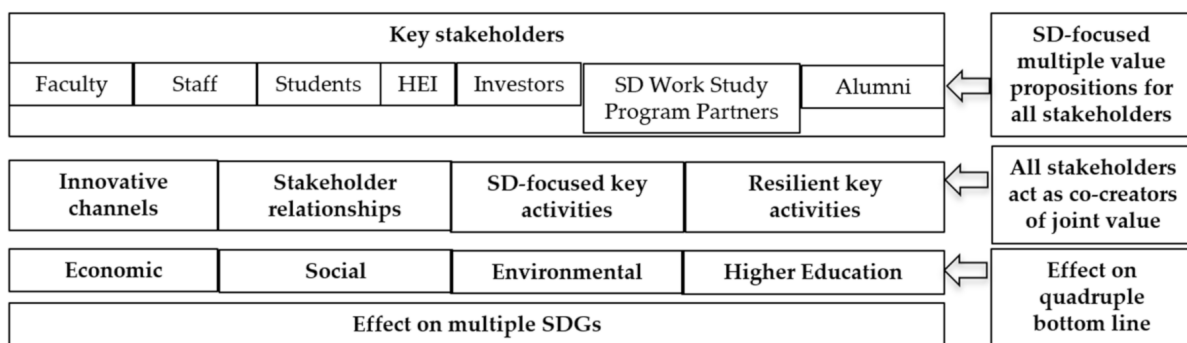 Key stakeholders
Faculty
Staff
Students
HEI
Investors
SD Work Study
Program Partners
Alumni
SD-focused
multiple value
propositions for
all stakeholders
Innovative
channels
Stakeholder
relationships
SD-focused key
activities
Resilient key
activities
All stakeholders
act as co-creators
of joint value
Economic
Social
Environmental
Higher Education
Effect on
quadruple
bottom line
Effect on multiple SDGs